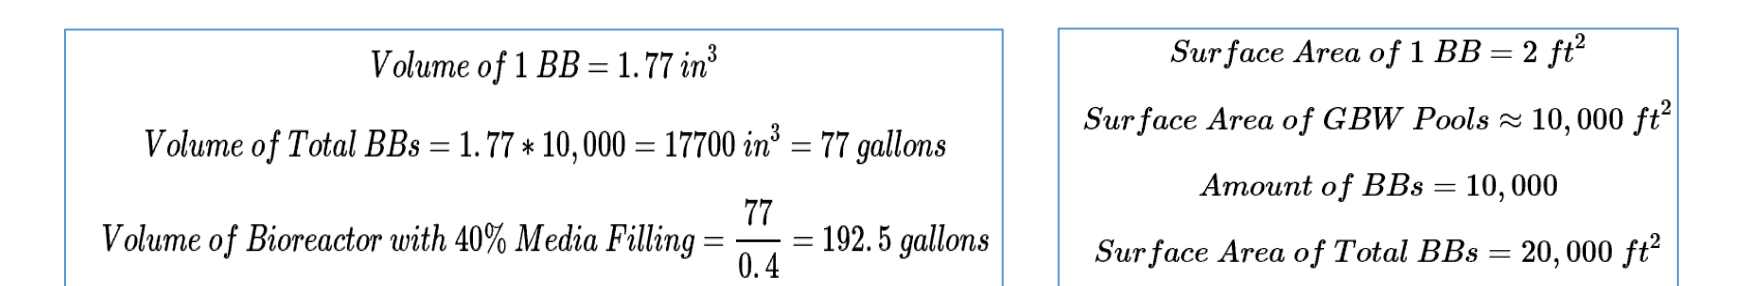 Volume of 1 BB = 1.77 in³
Volume of Total BBs = 1.77 * 10,000 = 17700 in³ = 77 gallons
Volume of Bioreactor with 40% Media Filling = 77/0.4 = 192.5 gallons
Surface Area of 1 BB = 2 ft²
Surface Area of GBW Pools ≈ 10,000 ft²
Amount of BBs = 10,000
Surface Area of Total BBs = 20,000 ft²